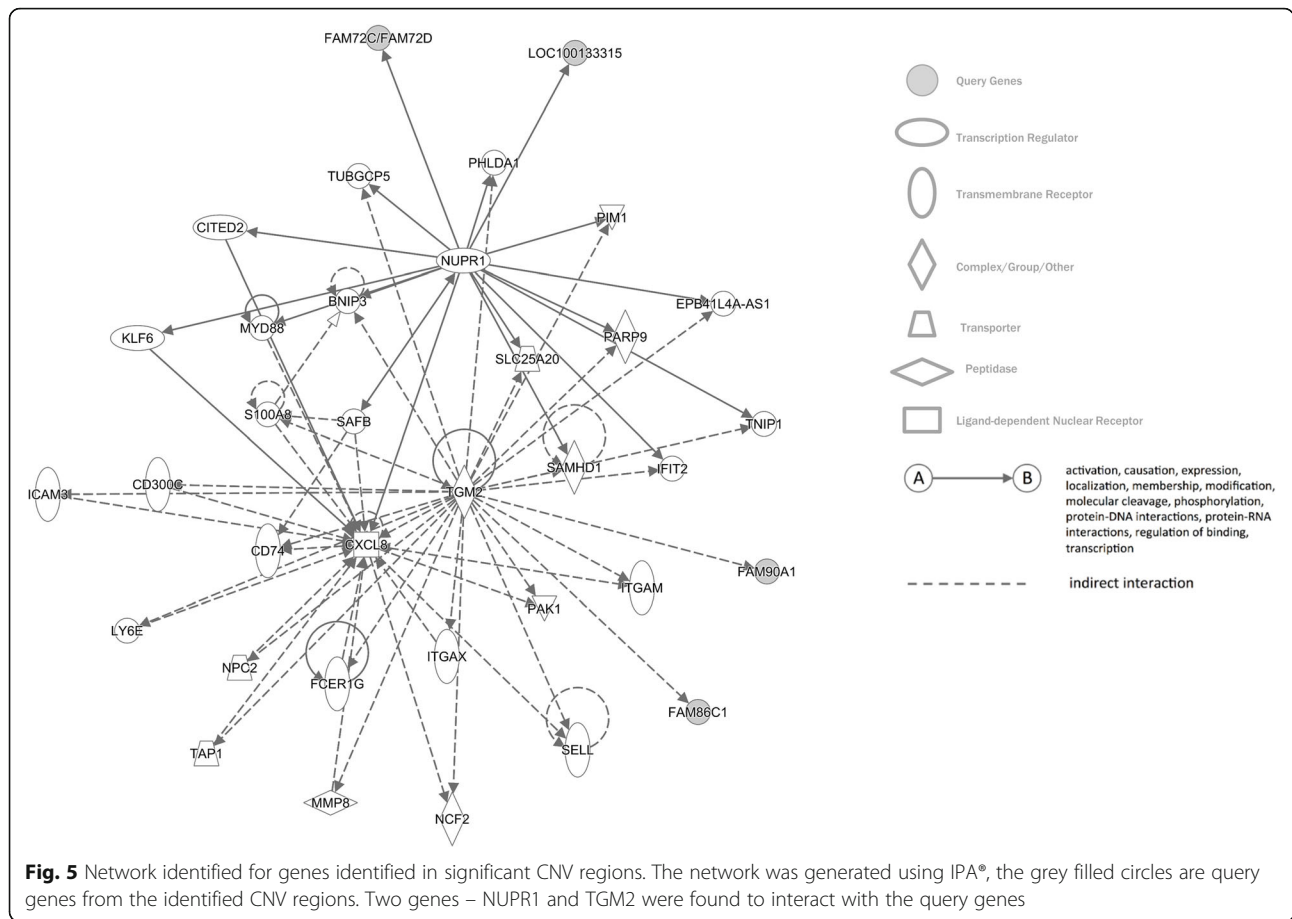 FAM72C/FAM72D
LOC100133315
PHLDA1
TUBGCP5
PIM1
CITED2
NUPR1
BNIP3
EPB41L4A-AS1
MYD88
KLF6
PARP9
SLC25A20
S100A8
SAFB
TNIP1
SAMHD1
IFIT2
CD300C
ICAM3
TGM2
CXCL8
CD74
FAM90A1
ITGAM
PAK1
LY6E
NPC2
ITGAX
FCER1G
FAM86C1
TAP1
SELL
MMP8
NCF2
Query Genes
Transcription Regulator
Transmembrane Receptor
Complex/Group/Other
Transporter
Peptidase
Ligand-dependent Nuclear Receptor
A B
activation, causation, expression,
localization, membership, modification,
molecular cleavage, phosphorylation,
protein-DNA interactions, protein-RNA
interactions, regulation of binding,
transcription
indirect interaction
Fig. 5 Network identified for genes identified in significant CNV regions. The network was generated using IPA®, the grey filled circles are query
genes from the identified CNV regions. Two genes – NUPR1 and TGM2 were found to interact with the query genes